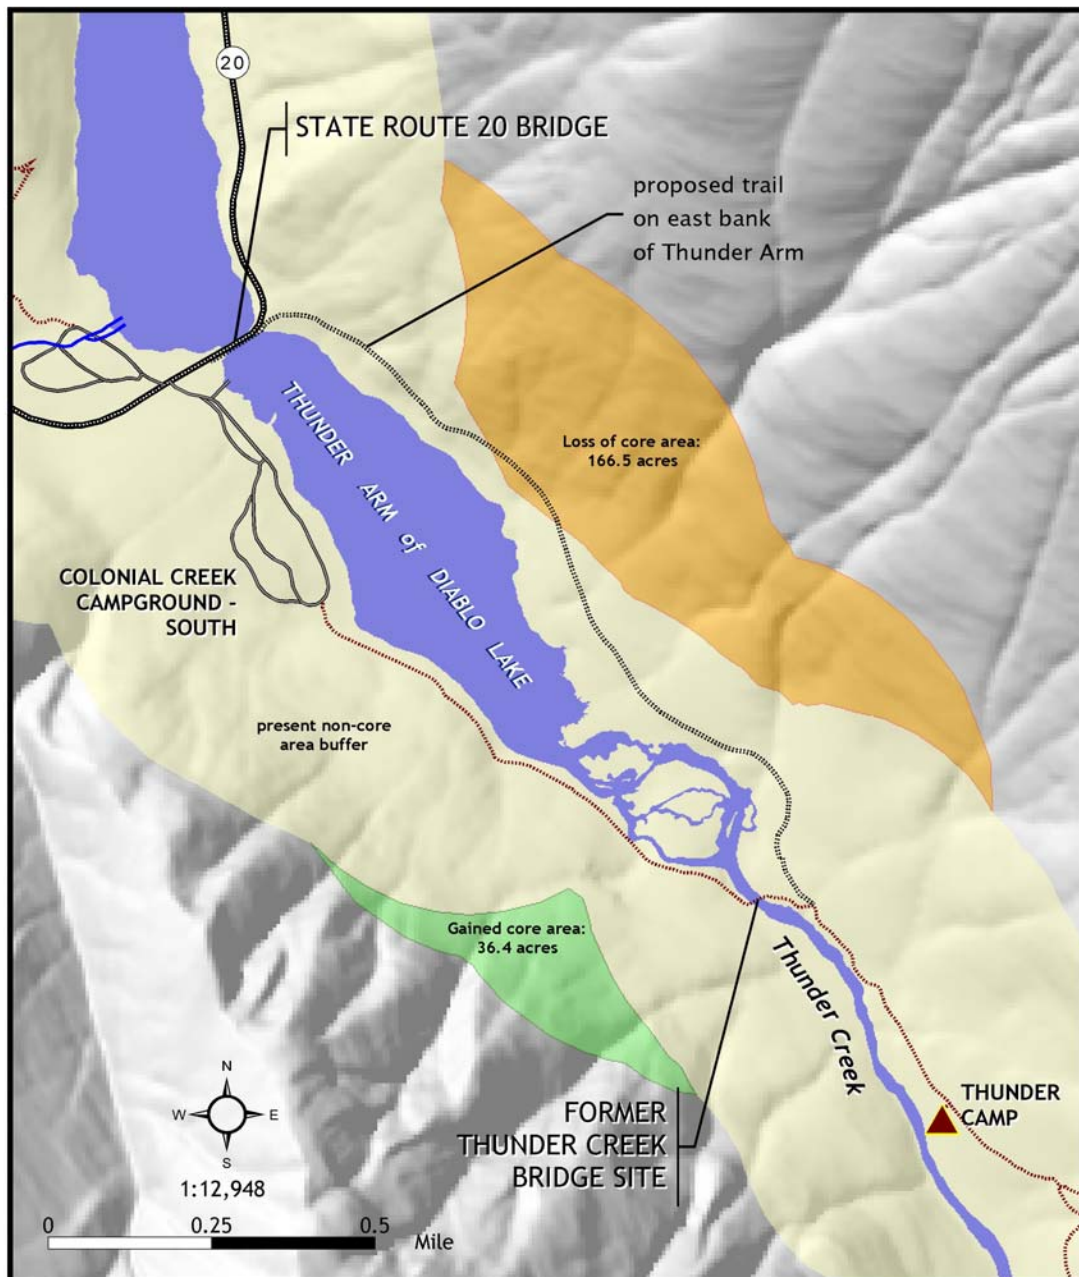 20
STATE ROUTE 20 BRIDGE
proposed trail
on east bank
of Thunder Arm
Loss of core area:
166.5 acres
THUNDER ARM of DIABLO LAKE
COLONIAL CREEK
CAMPGROUND -
SOUTH
present non-core
area buffer
Gained core area:
36.4 acres
Thunder Creek
FORMER
THUNDER CREEK
BRIDGE SITE
THUNDER
CAMP
N
W E
S
1:12,948
0 0.25 0.5
Mile